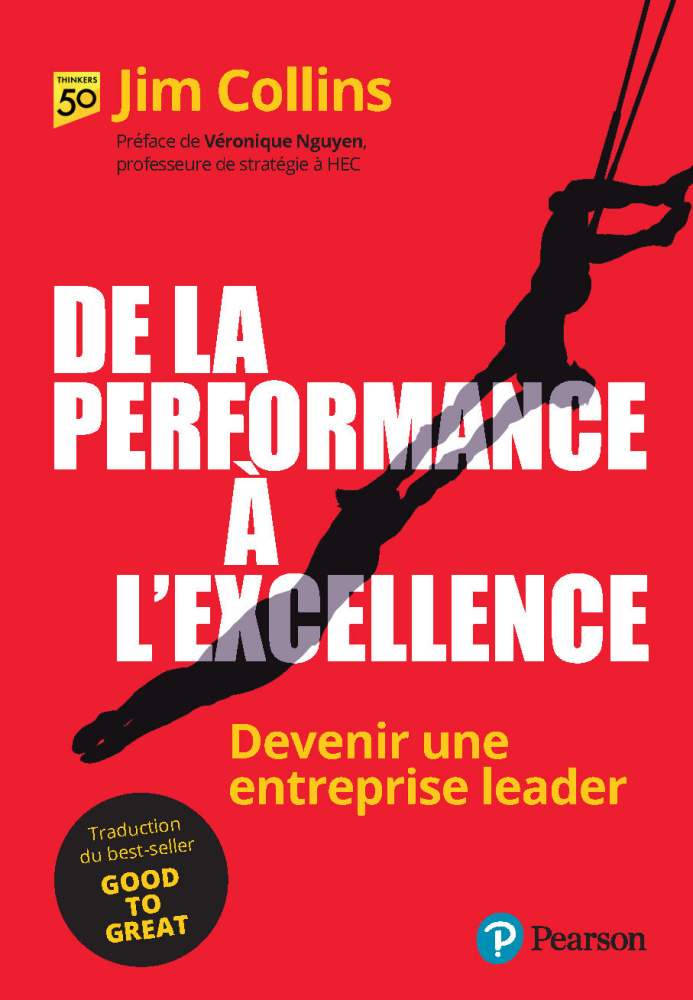 THINKERS
50
Jim Collins
Préface de Véronique Nguyen,
professeure de stratégie à HEC
DE LA
PERFORMANCE
À
L’EXCELLENCE
Devenir une
entreprise leader
Traduction
du best-seller
GOOD
TO
GREAT
Pearson